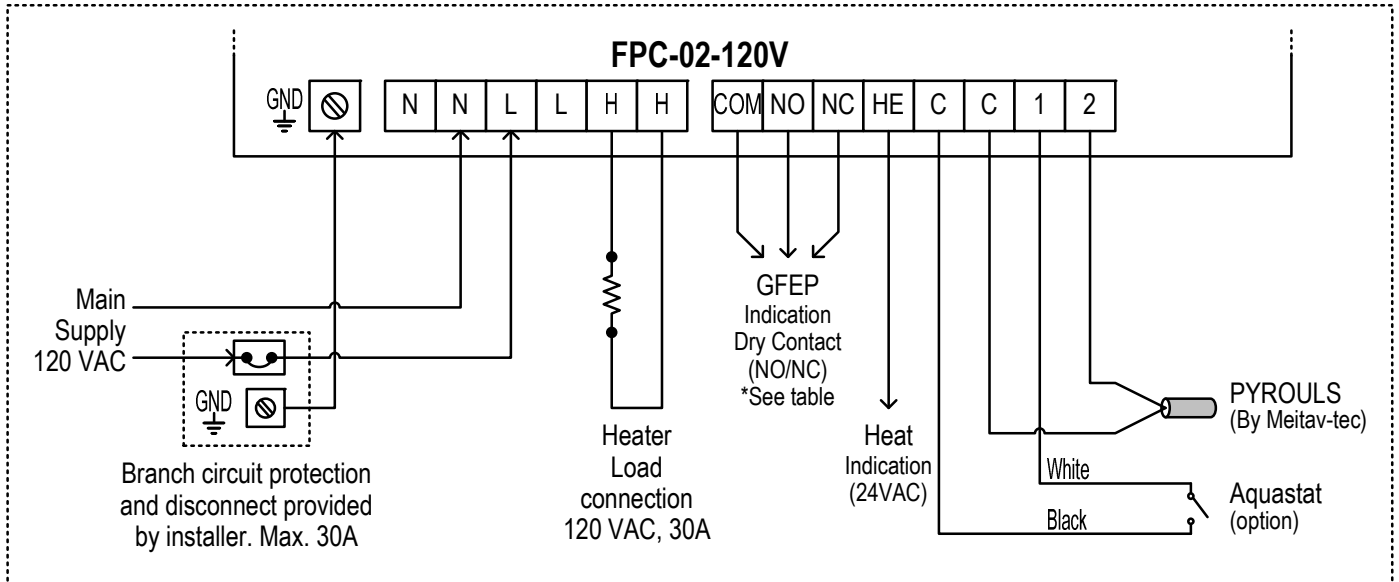 FPC-02-120V
GND
N N L L H H COM NO NC HE C C 1 2
Main
Supply
120 VAC
GND
Branch circuit protection
and disconnect provided
by installer. Max. 30A
Heater
Load
connection
120 VAC, 30A
GFEP
Indication
Dry Contact
(NO/NC)
*See table
Heat
Indication
(24VAC)
PYROULS
(By Meitav-tec)
White
Black
Aquastat
(option)